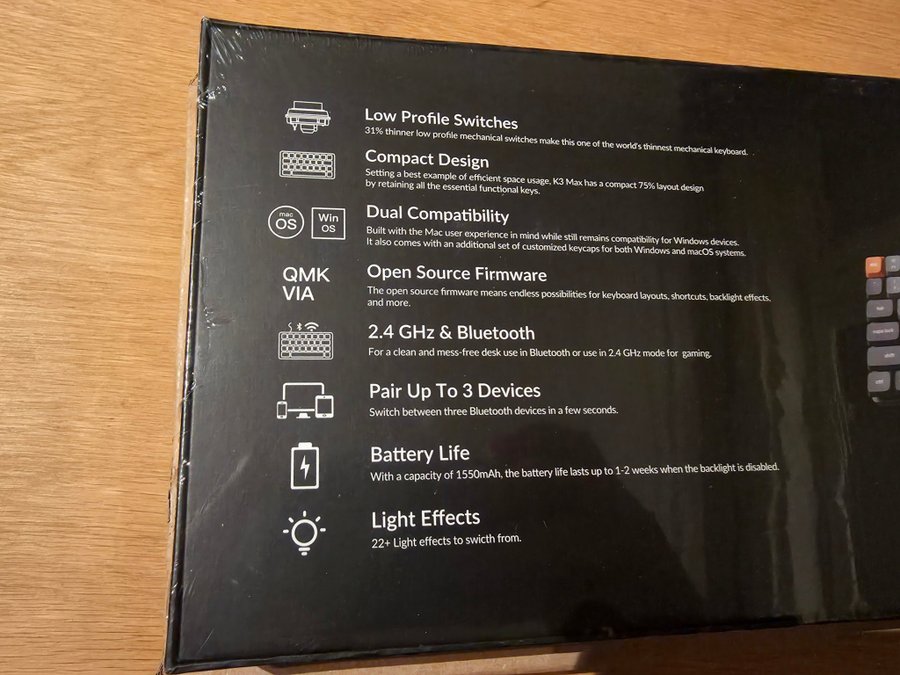 Low Profile Switches
31% thinner low profile mechanical switches make this one of the world's thinnest mechanical keyboard.
Compact Design
Setting a best example of efficient space usage, K3 Max has a compact 75% layout design
by retaining all the essential functional keys.
mac
OS
Win
OS
Dual Compatibility
Built with the Mac user experience in mind while still remains compatibility for Windows devices.
It also comes with an additional set of customized keycaps for both Windows and macOS systems.
QMK
VIA
Open Source Firmware
The open source firmware means endless possibilities for keyboard layouts, shortcuts, backlight effects,
and more.
2.4 GHz & Bluetooth
For a clean and mess-free desk use in Bluetooth or use in 2.4 GHz mode for gaming.
Pair Up To 3 Devices
Switch between three Bluetooth devices in a few seconds.
Battery Life
With a capacity of 1550mAh, the battery life lasts up to 1-2 weeks when the backlight is disabled.
Light Effects
22+ Light effects to swicth from.
esc
tab
caps lock
shift
ctrl